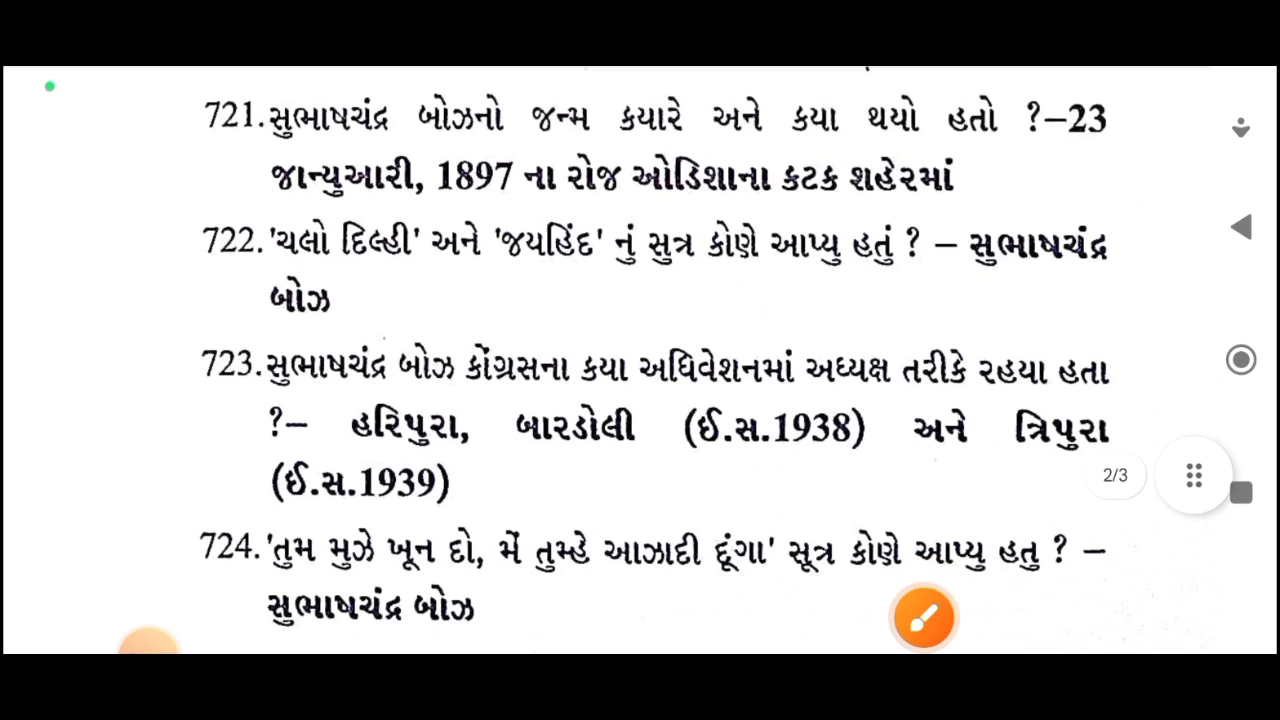 721. સુભાષચંદ્ર બોઝનો જન્મ કયારે અને કયા થયો હતો ?–23
જાન્યુઆરી, 1897 ના રોજ ઓડિશાના કટક શહેરમાં
722. 'ચલો દિલ્હી' અને 'જયહિંદ' નું સુત્ર કોણે આપ્યુ હતું ? – સુભાષચંદ્ર
બોઝ
723. સુભાષચંદ્ર બોઝ કોંગ્રસના કયા અધિવેશનમાં અધ્યક્ષ તરીકે રહયા હતા
?– હરિપુરા, બારડોલી (ઈ.સ.1938) અને ત્રિપુરા
(ઈ.સ.1939)
2/3
724. 'તુમ મુઝે ખૂન દો, મેં તુમ્હે આઝાદી દૂંગા' સૂત્ર કોણે આપ્યુ હતુ ? –
સુભાષચંદ્ર બોઝ